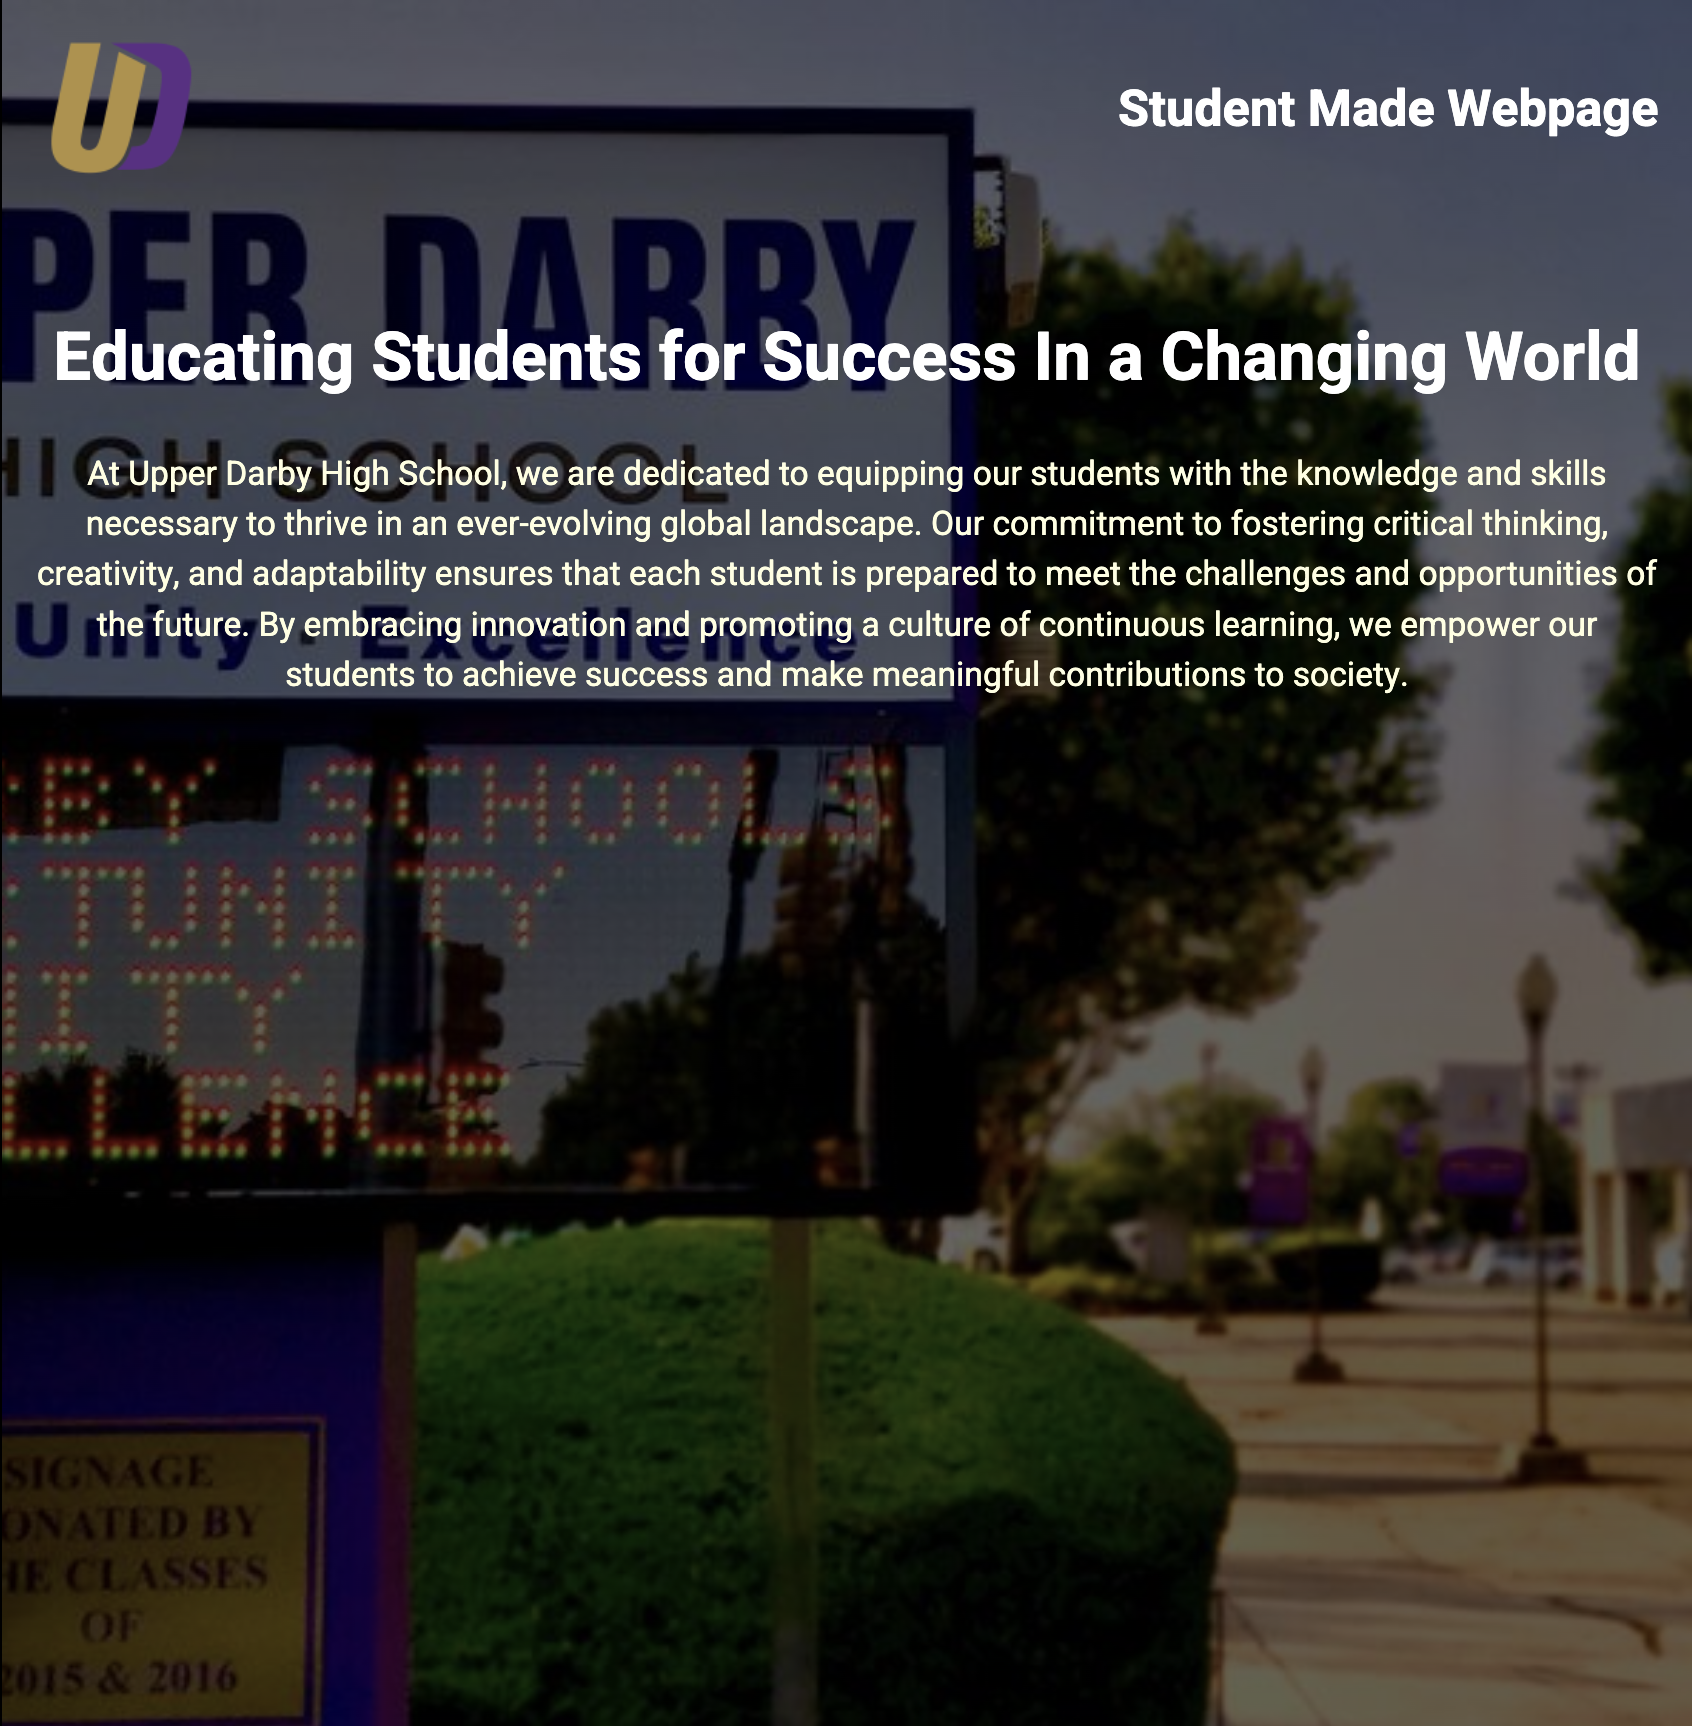 UD
Student Made Webpage
PER DARBY
Educating Students for Success In a Changing World
HIGH SCHOOL
At Upper Darby High School, we are dedicated to equipping our students with the knowledge and skills
necessary to thrive in an ever-evolving global landscape. Our commitment to fostering critical thinking,
creativity, and adaptability ensures that each student is prepared to meet the challenges and opportunities of
the future. By embracing innovation and promoting a culture of continuous learning, we empower our
students to achieve success and make meaningful contributions to society.
Unity · Excellence
BY SCHOOLS
TUNITY
ITY
LLENCE
SIGNAGE
ONATED BY
HE CLASSES
OF
2015 & 2016